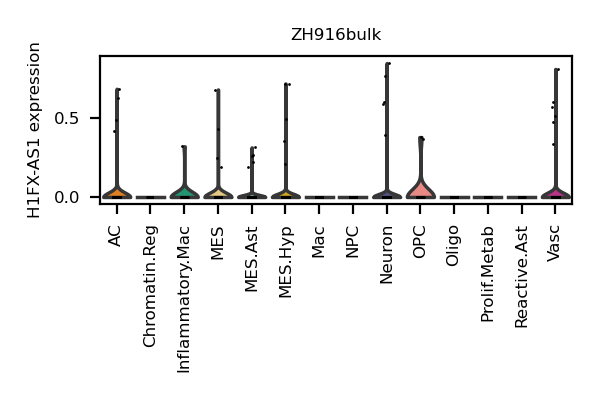 ZH916bulk
H1FX-AS1 expression
0.5
0.0
AC
Chromatin.Reg
Inflammatory.Mac
MES
MES.Ast
MES.Hyp
Mac
NPC
Neuron
OPC
Oligo
Prolif.Metab
Reactive.Ast
Vasc